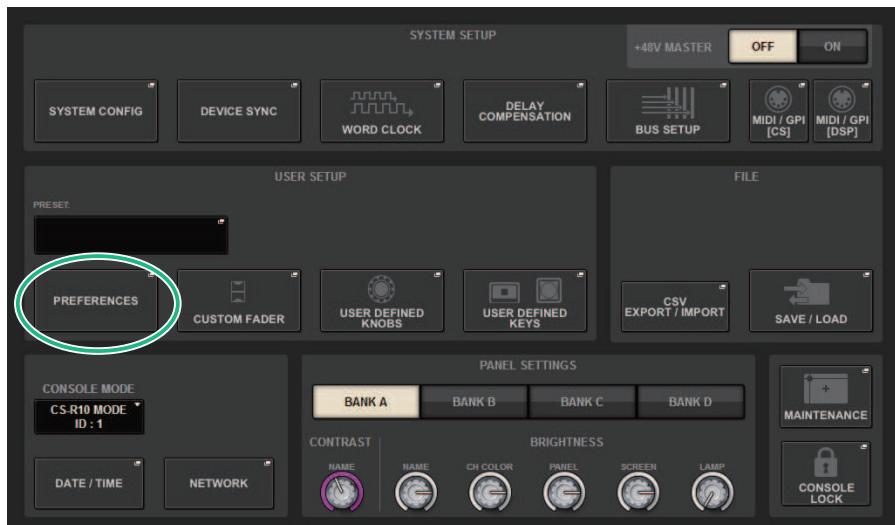 SYSTEM SETUP
+48V MASTER
OFF
ON
SYSTEM CONFIG
DEVICE SYNC
WORD CLOCK
DELAY
COMPENSATION
BUS SETUP
MIDI / GPI
[CS]
MIDI / GPI
[DSP]
USER SETUP
PRESET:
PREFERENCES
CUSTOM FADER
USER DEFINED
KNOBS
USER DEFINED
KEYS
FILE
CSV
EXPORT / IMPORT
SAVE / LOAD
CONSOLE MODE
CS-R10 MODE
ID : 1
DATE / TIME
NETWORK
PANEL SETTINGS
BANK A
BANK B
BANK C
BANK D
CONTRAST
BRIGHTNESS
NAME
NAME
CH COLOR
PANEL
SCREEN
LAMP
MAINTENANCE
CONSOLE
LOCK